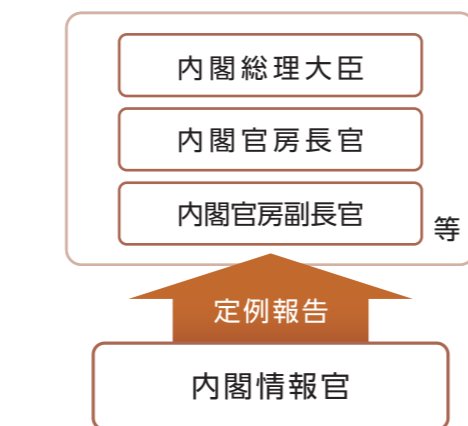 内閣総理大臣
内閣官房長官
内閣官房副長官
等
定例報告
内閣情報官